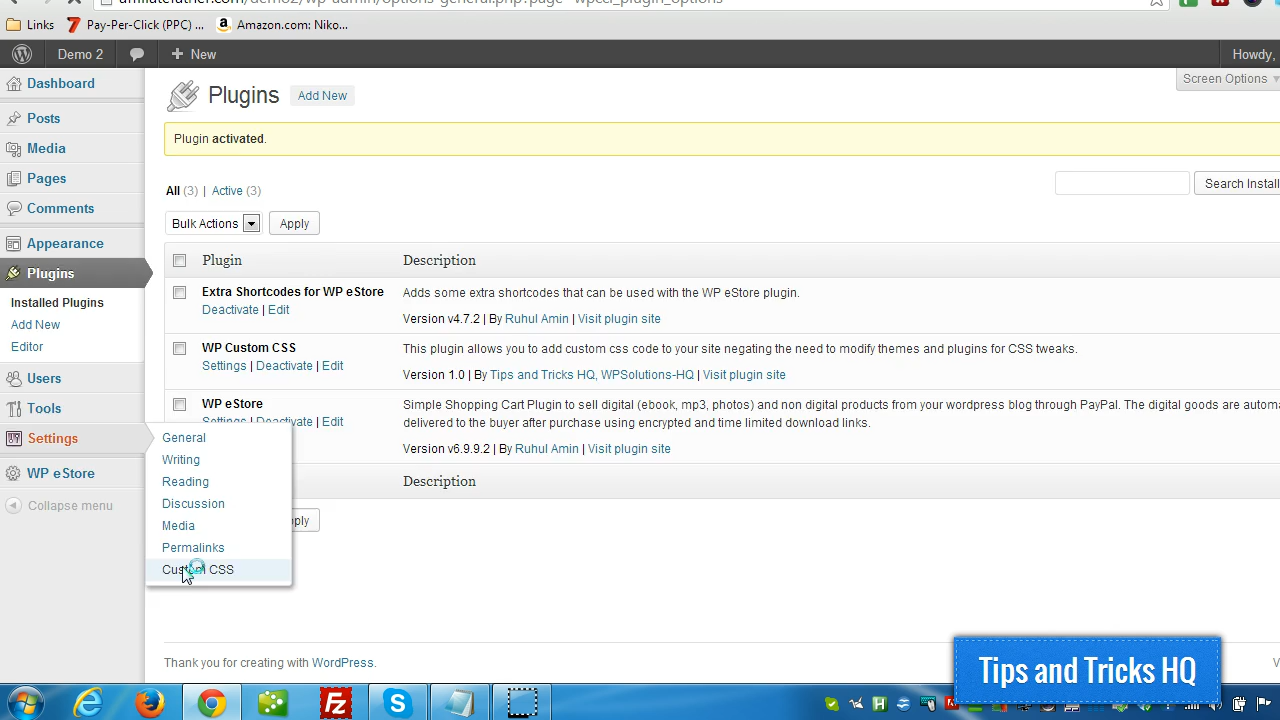 Links
Pay-Per-Click (PPC) ...
Amazon.com: Niko...
Demo 2
New
Howdy,
Dashboard
Posts
Media
Pages
Comments
Appearance
Plugins
Installed Plugins
Add New
Editor
Users
Tools
Settings
WP eStore
Collapse menu
General
Writing
Reading
Discussion
Media
Permalinks
Custom CSS
Screen Options
Plugins Add New
Plugin activated.
All (3) | Active (3)
Search Install
Bulk Actions Apply
Plugin Description
Extra Shortcodes for WP eStore
Deactivate | Edit
Adds some extra shortcodes that can be used with the WP eStore plugin.
Version v4.7.2 | By Ruhul Amin | Visit plugin site
WP Custom CSS
Settings | Deactivate | Edit
This plugin allows you to add custom css code to your site negating the need to modify themes and plugins for CSS tweaks.
Version 1.0 | By Tips and Tricks HQ, WPSolutions-HQ | Visit plugin site
WP eStore
Settings | Deactivate | Edit
Simple Shopping Cart Plugin to sell digital (ebook, mp3, photos) and non digital products from your wordpress blog through PayPal. The digital goods are automa
delivered to the buyer after purchase using encrypted and time limited download links.
Version v6.9.9.2 | By Ruhul Amin | Visit plugin site
Description
pply
Thank you for creating with WordPress.
Tips and Tricks HQ